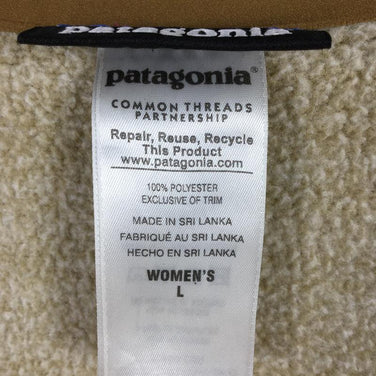 patagonia
patagonia®
COMMON THREADS
PARTNERSHIP
Repair, Reuse, Recycle
This Product
www.patagonia.com
100% POLYESTER
EXCLUSIVE OF TRIM
MADE IN SRI LANKA
FABRIQUÉ AU SRI LANKA
HECHO EN SRI LANKA
WOMEN'S
L